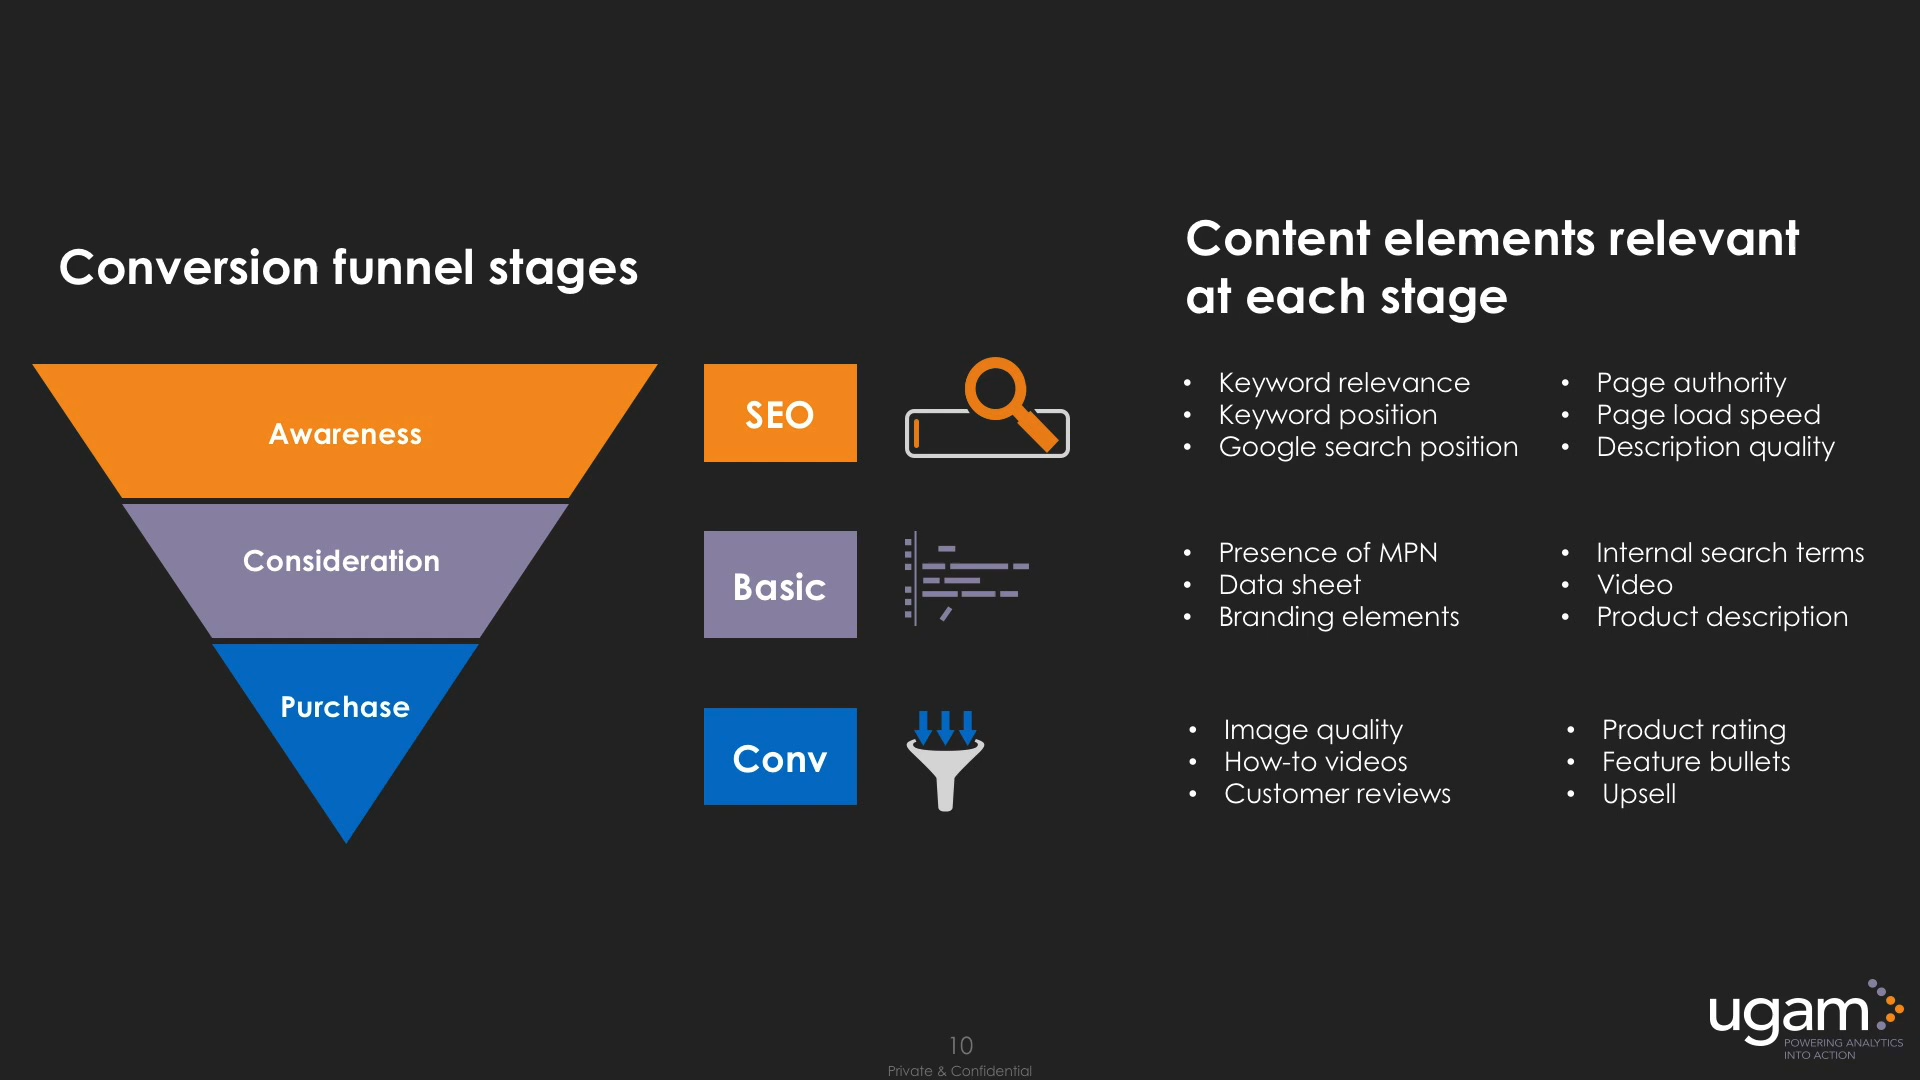 Conversion funnel stages
Content elements relevant
at each stage
Awareness
Consideration
Purchase
SEO
• Keyword relevance
• Keyword position
• Google search position
• Page authority
• Page load speed
• Description quality
Basic
• Presence of MPN
• Data sheet
• Branding elements
• Internal search terms
• Video
• Product description
Conv
• Image quality
• How-to videos
• Customer reviews
• Product rating
• Feature bullets
• Upsell
10
Private & Confidential
ugam
POWERING ANALYTICS
INTO ACTION